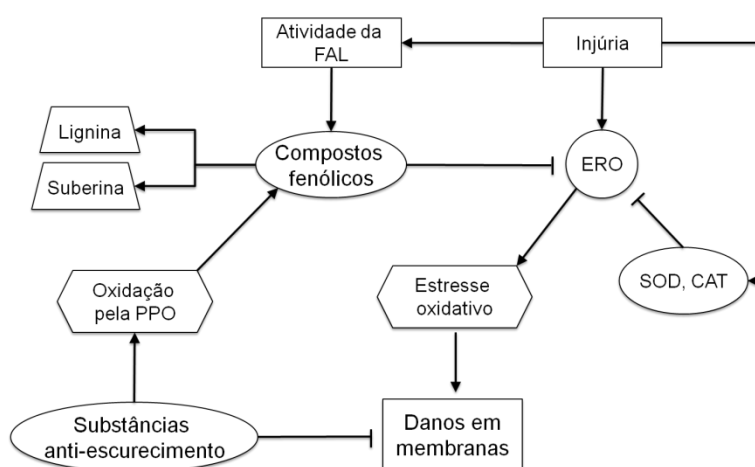 Atividade da
FAL
Injúria
Lignina
Suberina
Compostos
fenólicos
ERO
Oxidação
pela PPO
Estresse
oxidativo
SOD, CAT
Substâncias
anti-escurecimento
Danos em
membranas